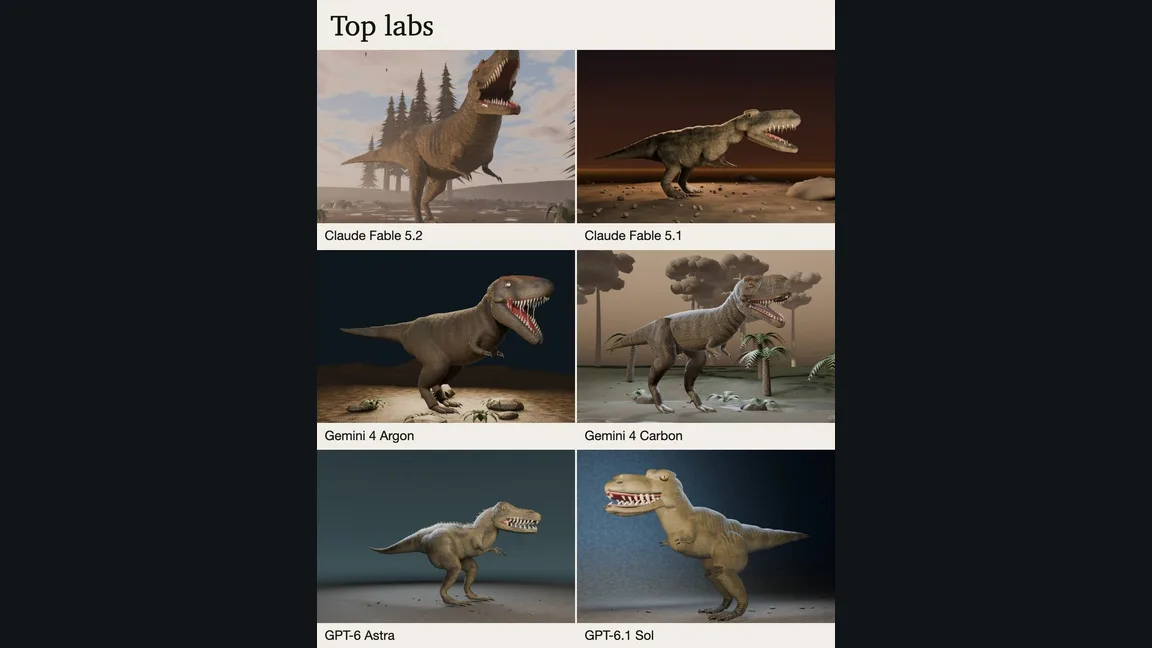 Top labs
Claude Fable 5.2
Claude Fable 5.1
Gemini 4 Argon
Gemini 4 Carbon
GPT-6 Astra
GPT-6.1 Sol